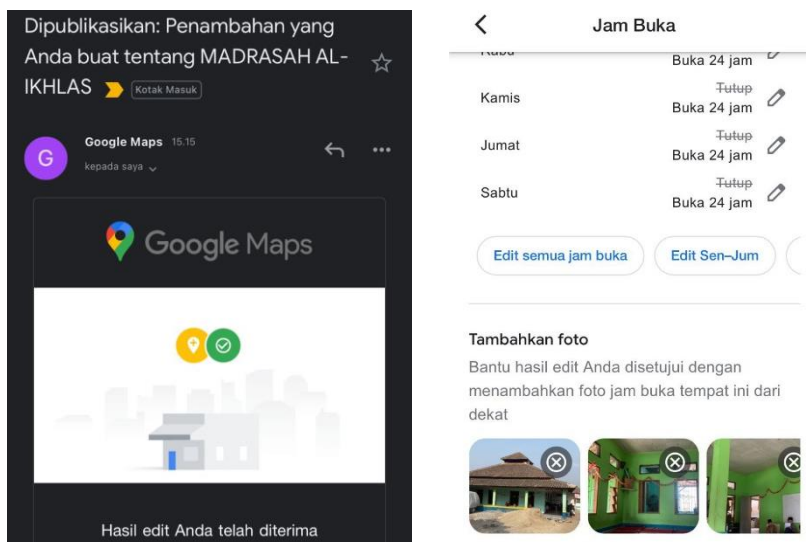 Dipublikasikan: Penambahan yang
Anda buat tentang MADRASAH AL-
IKHLAS Kotak Masuk
G
Google Maps 15.15
kepada saya
Google Maps
Hasil edit Anda telah diterima
Jam Buka
Rabu
Buka 24 jam
Kamis
Tutup
Buka 24 jam
Jumat
Tutup
Buka 24 jam
Sabtu
Tutup
Buka 24 jam
Edit semua jam buka
Edit Sen–Jum
Tambahkan foto
Bantu hasil edit Anda disetujui dengan
menambahkan foto jam buka tempat ini dari
dekat